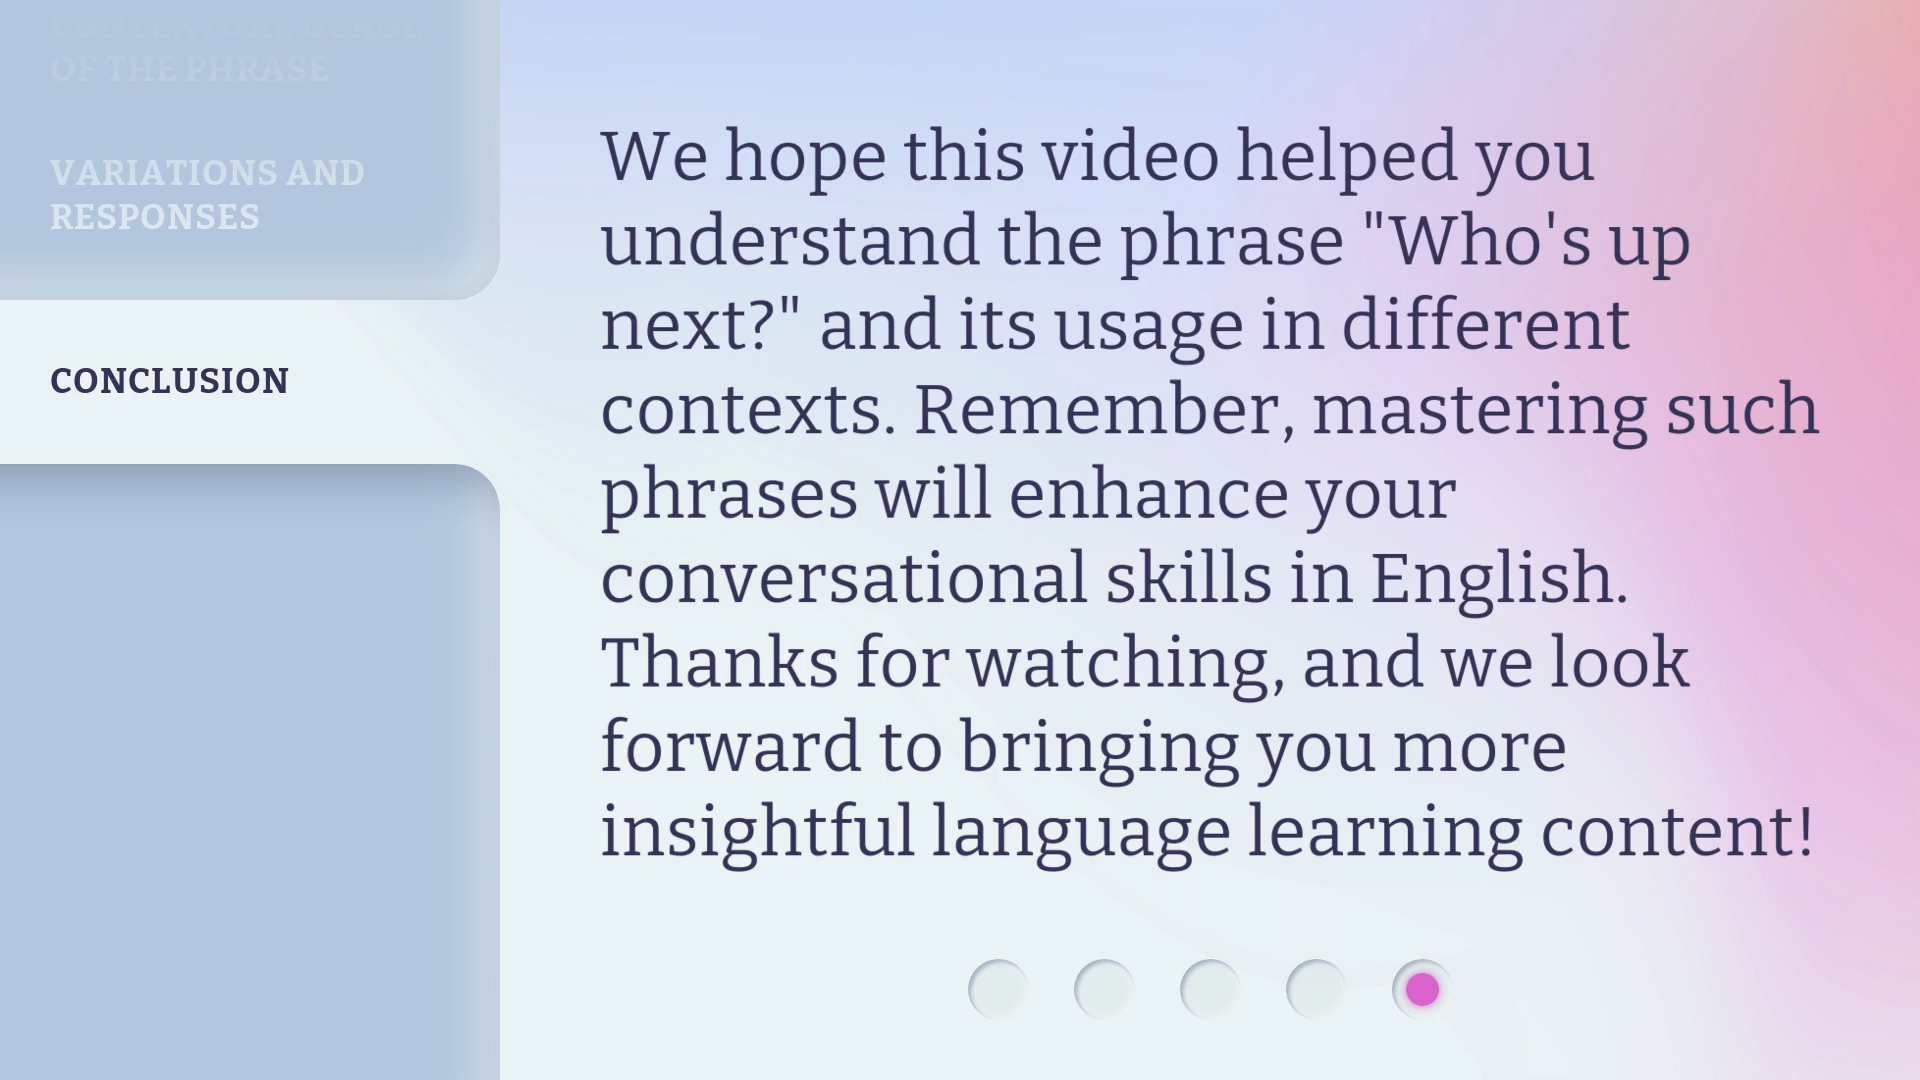 CONTEXTUAL USAGE
OF THE PHRASE
VARIATIONS AND
RESPONSES
CONCLUSION
We hope this video helped you
understand the phrase "Who's up
next?" and its usage in different
contexts. Remember, mastering such
phrases will enhance your
conversational skills in English.
Thanks for watching, and we look
forward to bringing you more
insightful language learning content!